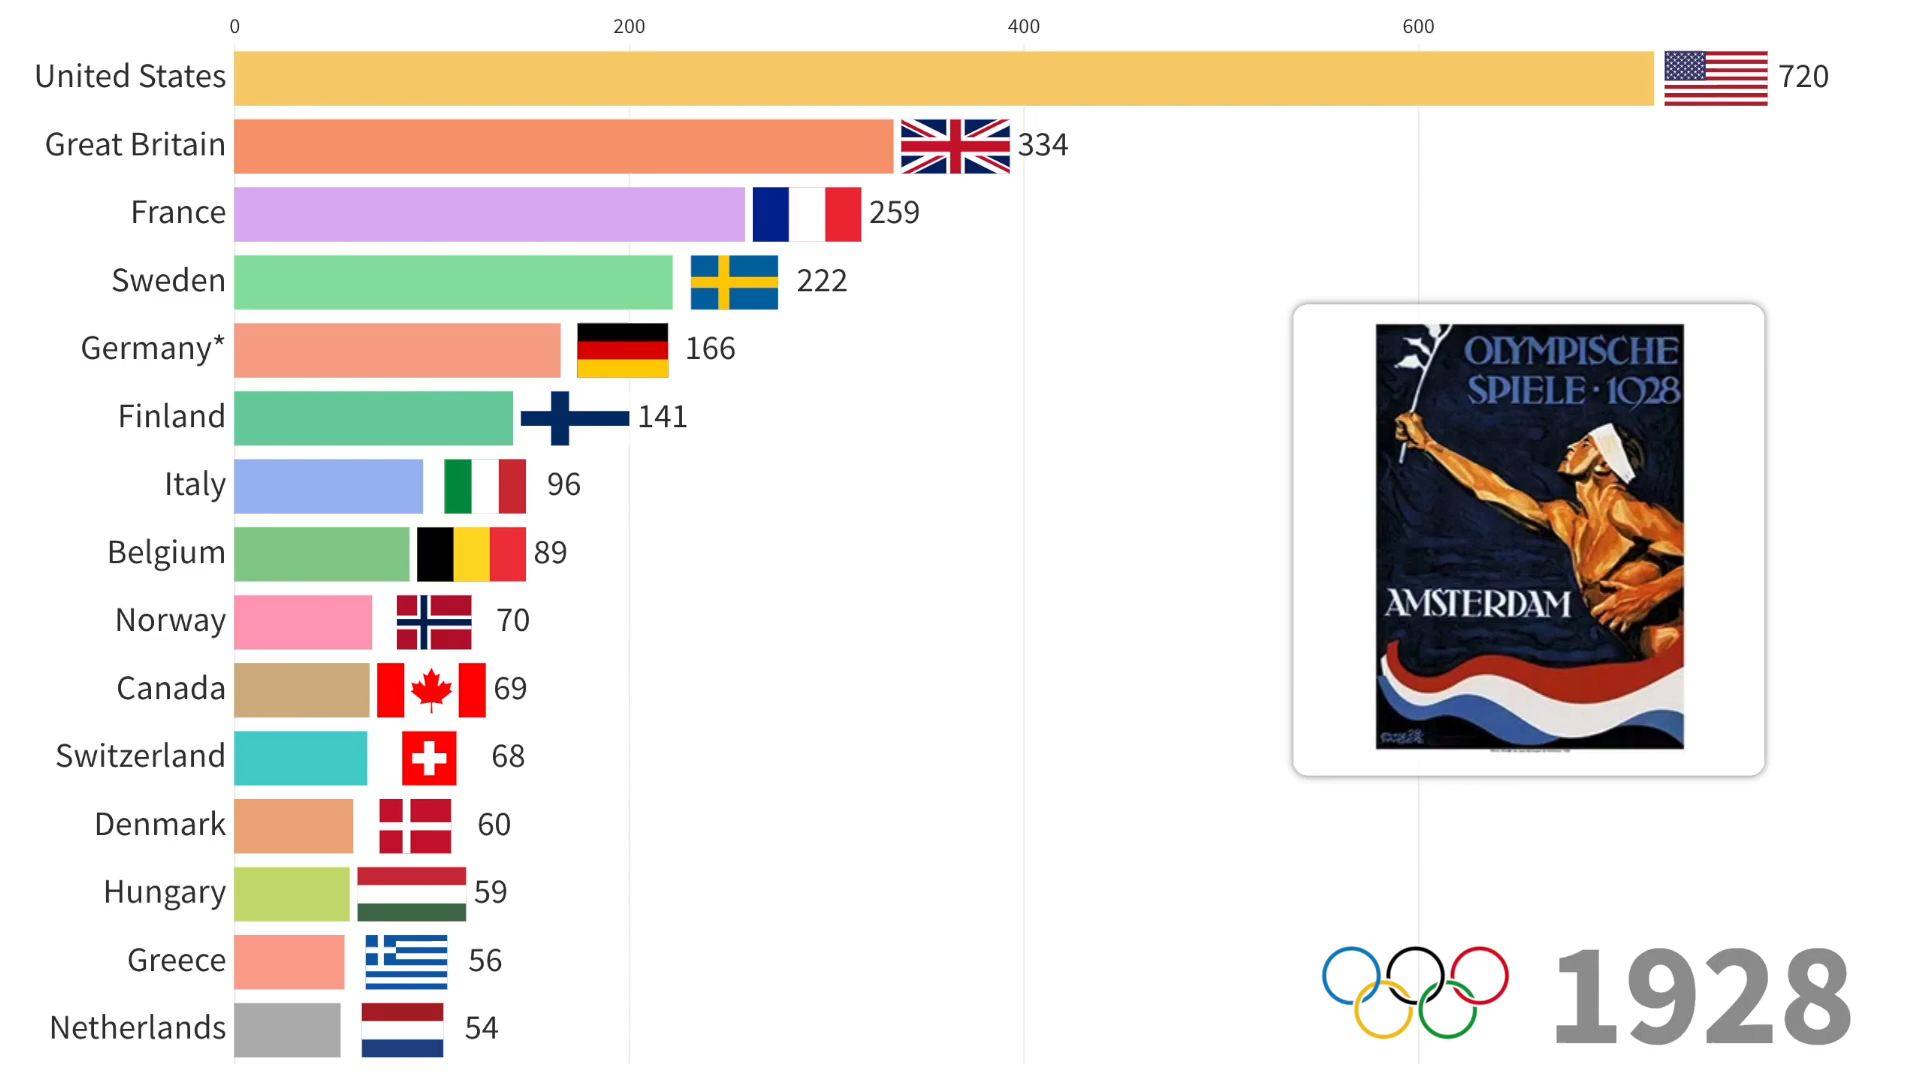 0 200 400 600
United States 720
Great Britain 334
France 259
Sweden 222
Germany* 166
Finland 141
Italy 96
Belgium 89
Norway 70
Canada 69
Switzerland 68
Denmark 60
Hungary 59
Greece 56
Netherlands 54
OLYMPISCHE
SPIELE · 1928
AMSTERDAM
1928